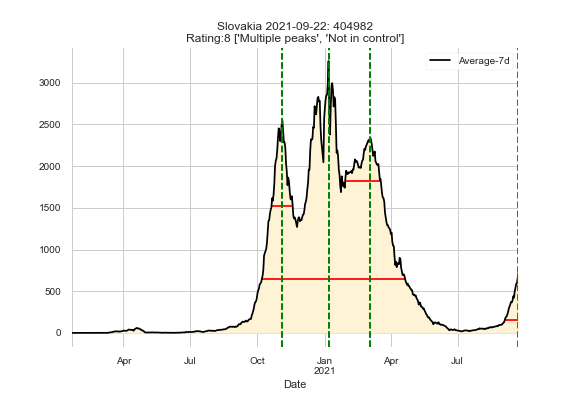 Slovakia 2021-09-22: 404982
Rating:8 ['Multiple peaks', 'Not in control']
Average-7d
3000
2500
2000
1500
1000
500
0
Apr
Jul
Oct
Jan
2021
Apr
Jul
Date